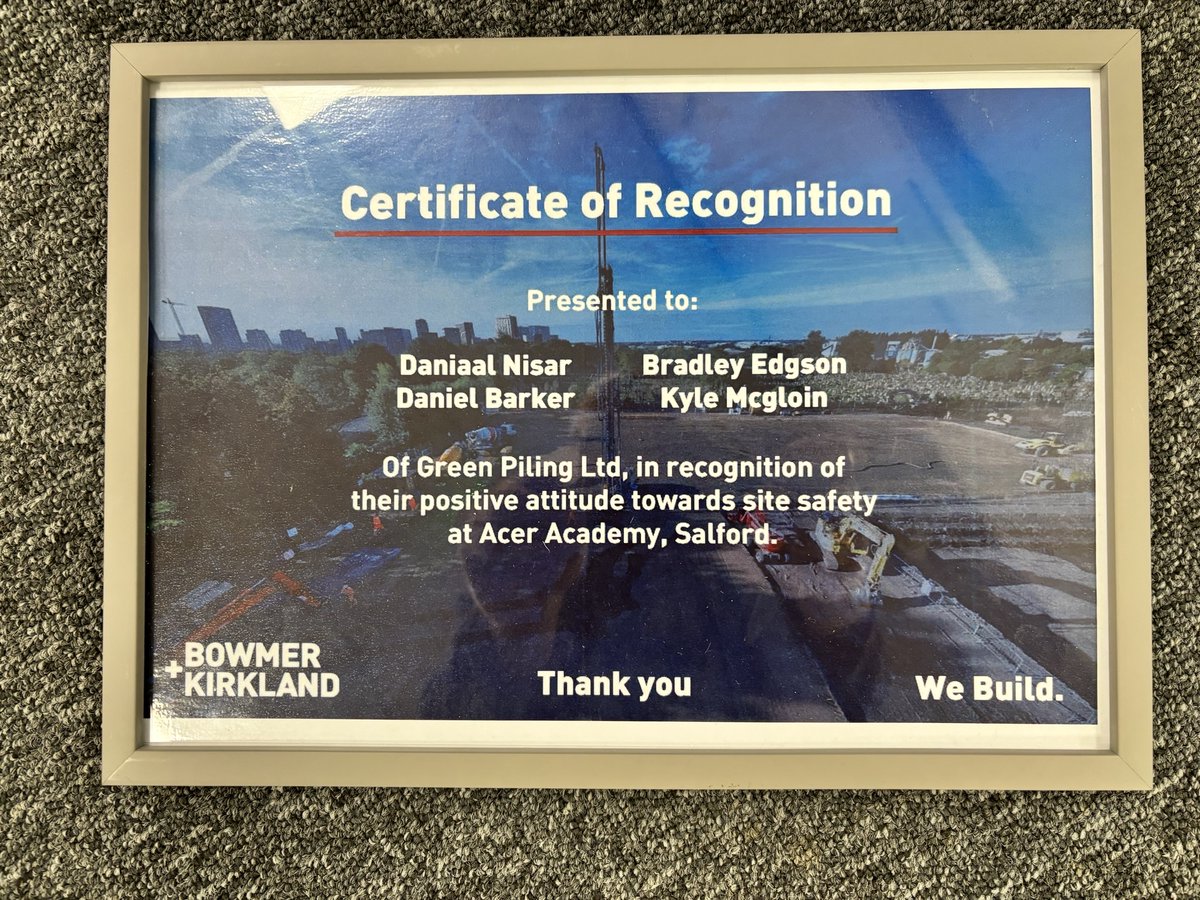 Certificate of Recognition
Presented to:
Daniaal Nisar
Bradley Edgson
Daniel Barker
Kyle Mcgloin
Of Green Piling Ltd, in recognition of
their positive attitude towards site safety
at Acer Academy, Salford.
+BOWMER
KIRKLAND
Thank you
We Build.